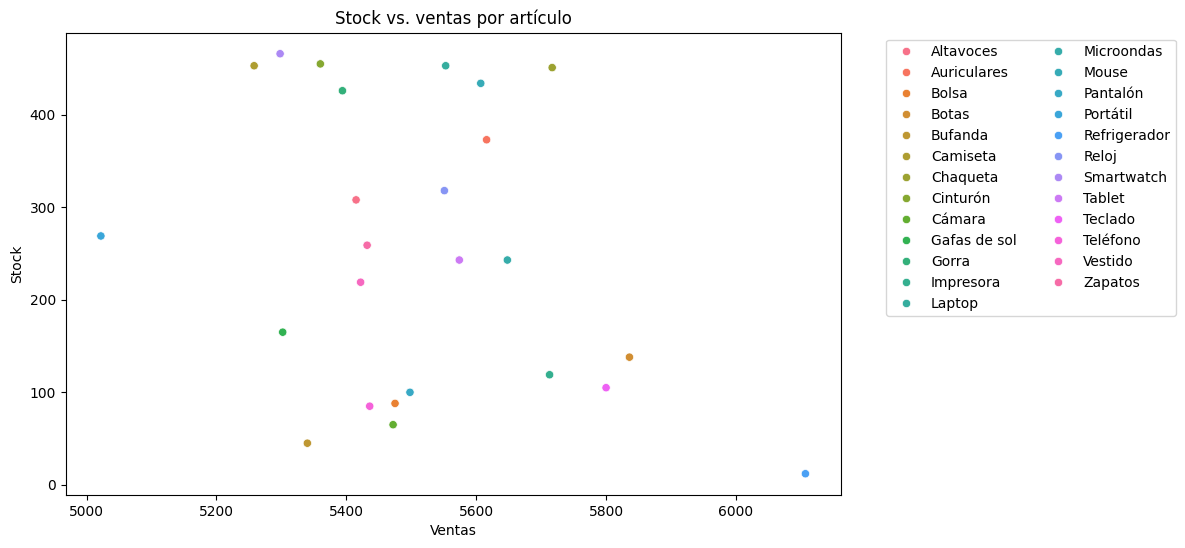 Stock vs. ventas por artículo
Stock
400
300
200
100
0
5000 5200 5400 5600 5800 6000
Ventas
Altavoces
Auriculares
Bolsa
Botas
Bufanda
Camiseta
Chaqueta
Cinturón
Cámara
Gafas de sol
Gorra
Impresora
Laptop
Microondas
Mouse
Pantalón
Portátil
Refrigerador
Reloj
Smartwatch
Tablet
Teclado
Teléfono
Vestido
Zapatos